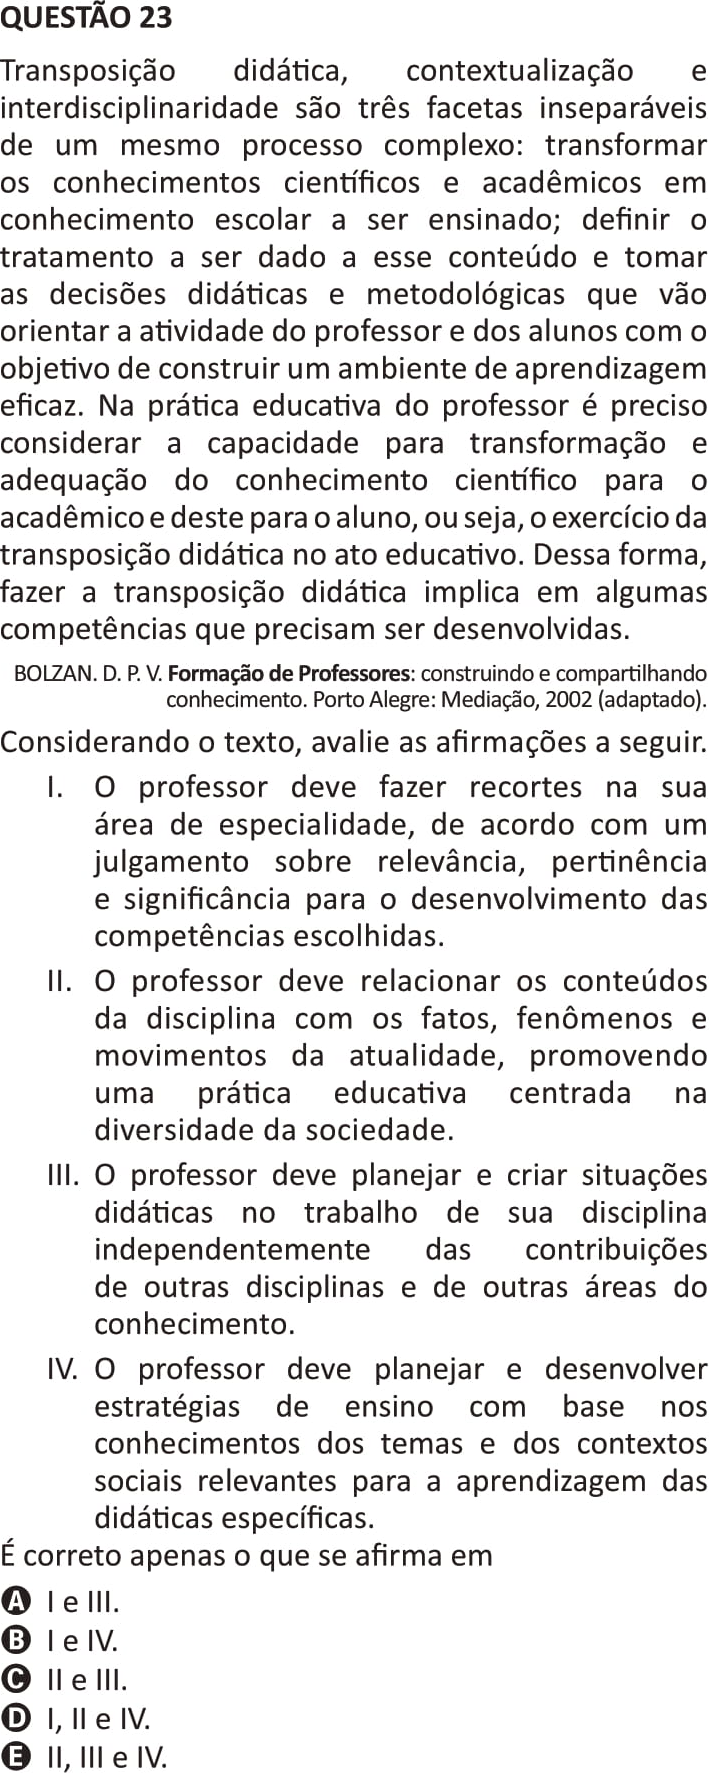 QUESTÃO 23
Transposição didática, contextualização e
interdisciplinaridade são três facetas inseparáveis
de um mesmo processo complexo: transformar
os conhecimentos científicos e acadêmicos em
conhecimento escolar a ser ensinado; definir o
tratamento a ser dado a esse conteúdo e tomar
as decisões didáticas e metodológicas que vão
orientar a atividade do professor e dos alunos com o
objetivo de construir um ambiente de aprendizagem
eficaz. Na prática educativa do professor é preciso
considerar a capacidade para transformação e
adequação do conhecimento científico para o
acadêmico e deste para o aluno, ou seja, o exercício da
transposição didática no ato educativo. Dessa forma,
fazer a transposição didática implica em algumas
competências que precisam ser desenvolvidas.
BOLZAN. D. P. V. Formação de Professores: construindo e compartilhando
conhecimento. Porto Alegre: Mediação, 2002 (adaptado).
Considerando o texto, avalie as afirmações a seguir.
I. O professor deve fazer recortes na sua
área de especialidade, de acordo com um
julgamento sobre relevância, pertinência
e significância para o desenvolvimento das
competências escolhidas.
II. O professor deve relacionar os conteúdos
da disciplina com os fatos, fenômenos e
movimentos da atualidade, promovendo
uma prática educativa centrada na
diversidade da sociedade.
III. O professor deve planejar e criar situações
didáticas no trabalho de sua disciplina
independentemente das contribuições
de outras disciplinas e de outras áreas do
conhecimento.
IV. O professor deve planejar e desenvolver
estratégias de ensino com base nos
conhecimentos dos temas e dos contextos
sociais relevantes para a aprendizagem das
didáticas específicas.
É correto apenas o que se afirma em
A I e III.
B I e IV.
C II e III.
D I, II e IV.
E II, III e IV.